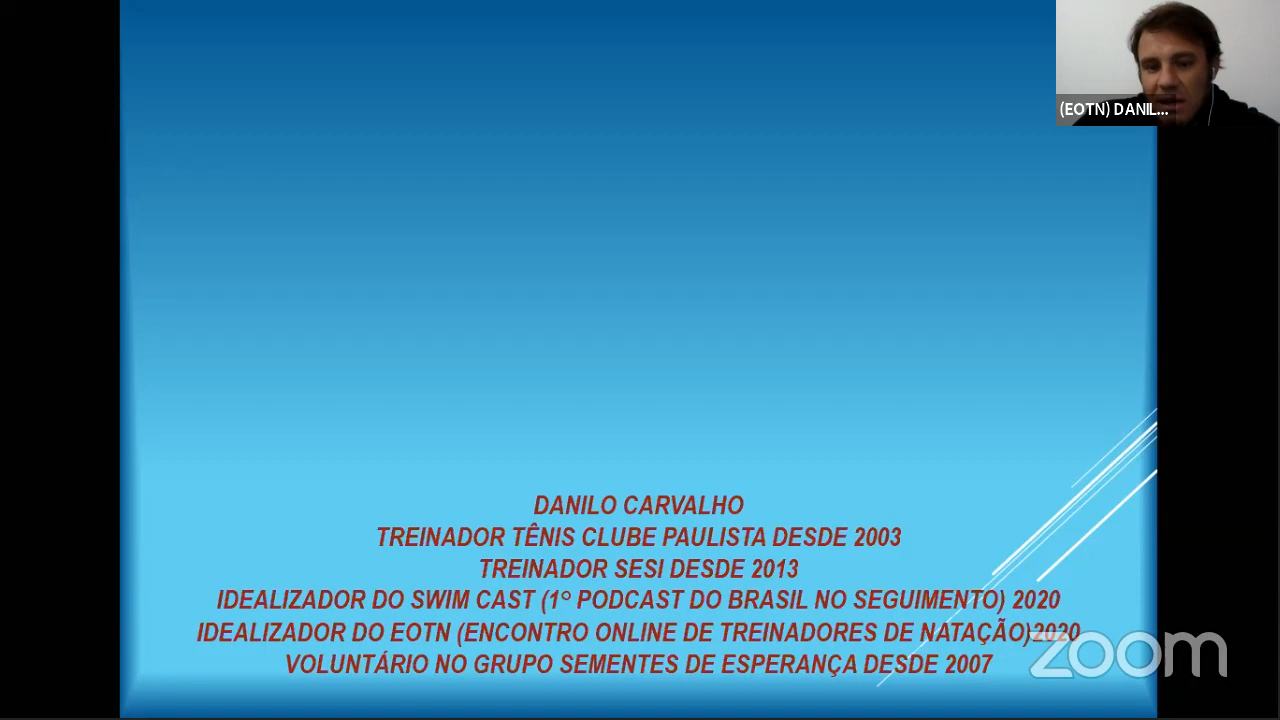 (EOTN) DANIL...
DANILO CARVALHO
TREINADOR TÊNIS CLUBE PAULISTA DESDE 2003
TREINADOR SESI DESDE 2013
IDEALIZADOR DO SWIM CAST (1° PODCAST DO BRASIL NO SEGUIMENTO) 2020
IDEALIZADOR DO EOTN (ENCONTRO ONLINE DE TREINADORES DE NATAÇÃO)2020
VOLUNTÁRIO NO GRUPO SEMENTES DE ESPERANÇA DESDE 2007
zoom